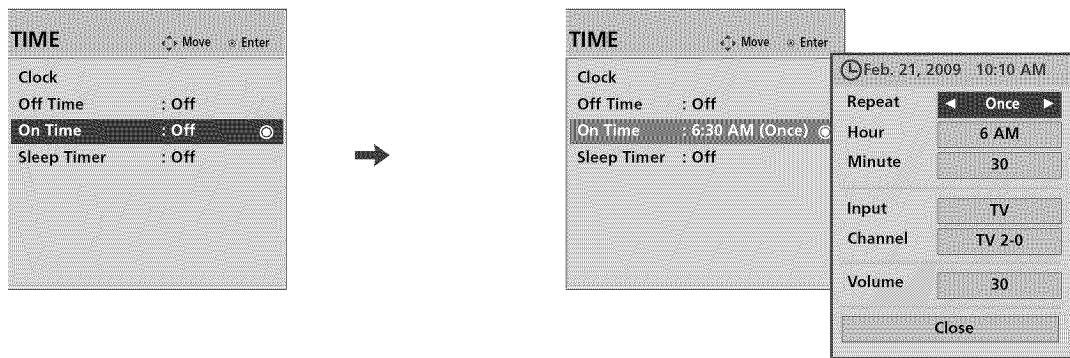 TIME Move Enter
Clock
Off Time : Off
On Time : Off
Sleep Timer : Off
TIME Move Enter
Clock
Off Time : Off
On Time : 6:30 AM (Once)
Sleep Timer : Off
Feb. 21, 2009 10:10 AM
Repeat ◀ Once ▶
Hour 6 AM
Minute 30
Input TV
Channel TV 2-0
Volume 30
Close